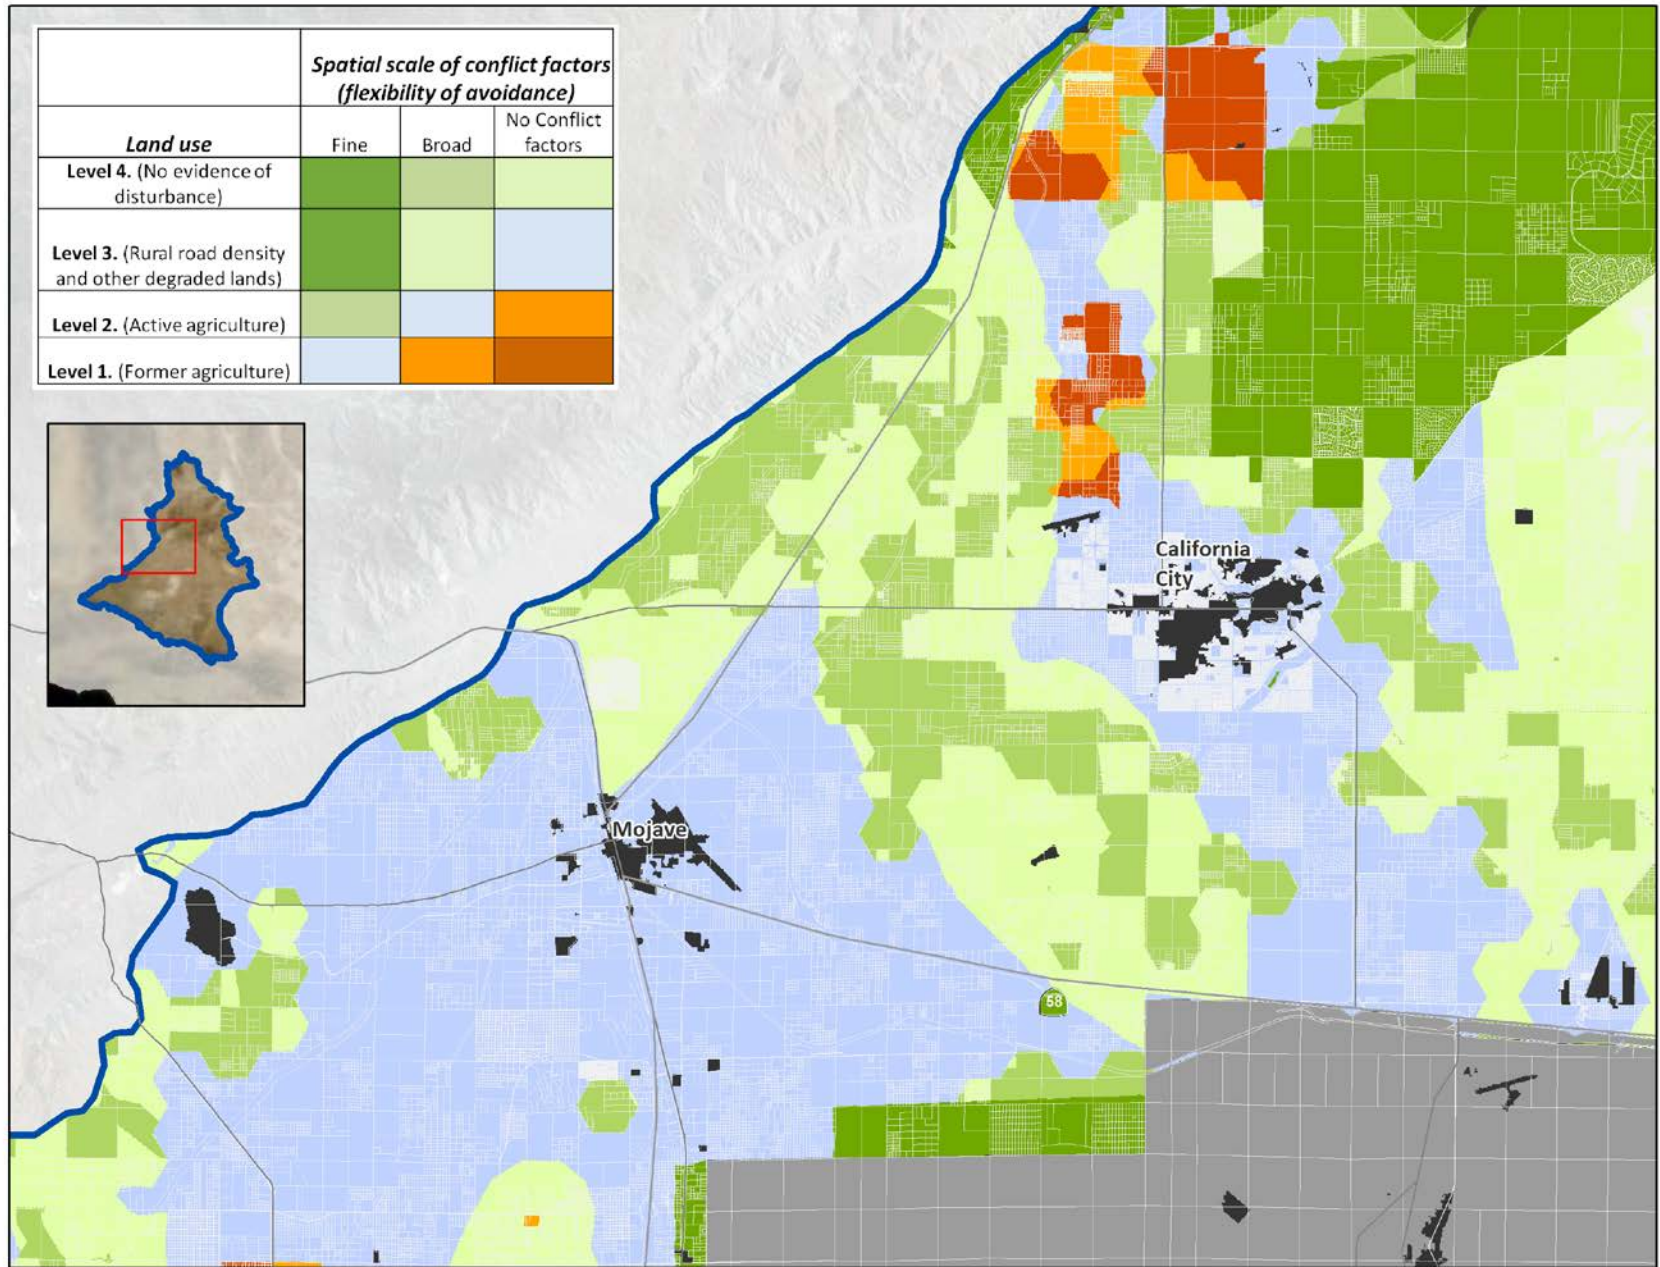 Spatial scale of conflict factors
(flexibility of avoidance)
Land use
Fine
Broad
No Conflict
factors
Level 4. (No evidence of
disturbance)
Level 3. (Rural road density
and other degraded lands)
Level 2. (Active agriculture)
Level 1. (Former agriculture)
California
City
Mojave
58